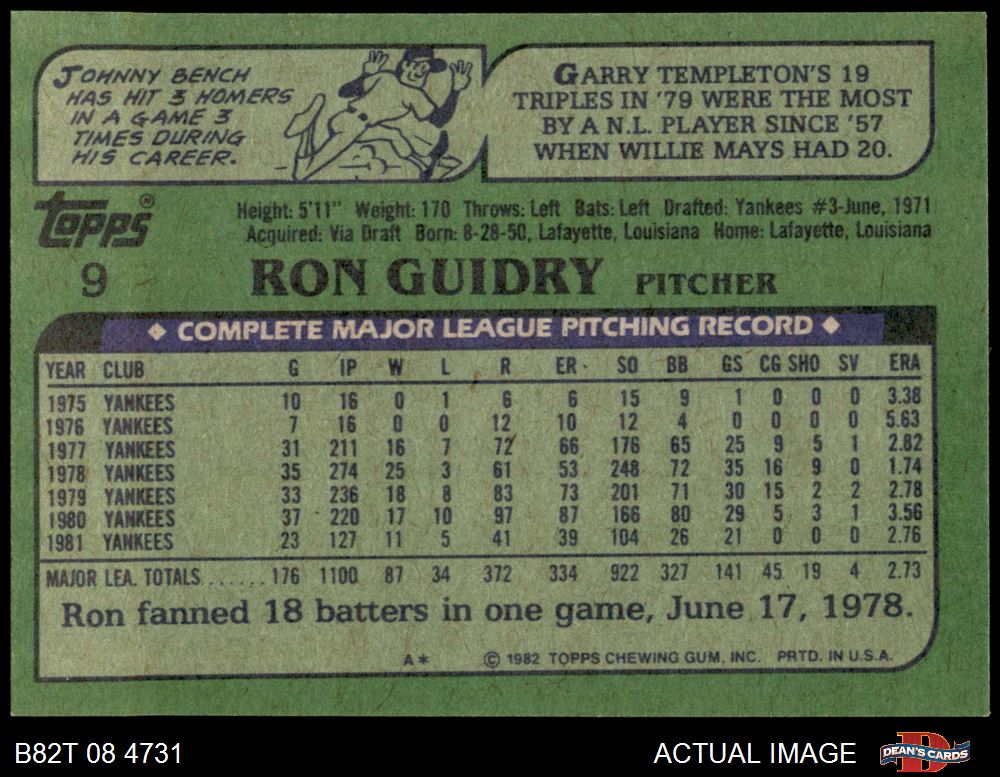 JOHNNY BENCH
HAS HIT 3 HOMERS
IN A GAME 3
TIMES DURING
HIS CAREER.
GARRY TEMPLETON'S 19
TRIPLES IN '79 WERE THE MOST
BY A N.L. PLAYER SINCE '57
WHEN WILLIE MAYS HAD 20.
TOPPS®
Height: 5'11" Weight: 170 Throws: Left Bats: Left Drafted: Yankees #3-June, 1971
Acquired: Via Draft Born: 8-28-50, Lafayette, Louisiana Home: Lafayette, Louisiana
9 RON GUIDRY PITCHER
◆ COMPLETE MAJOR LEAGUE PITCHING RECORD ◆
YEAR CLUB G IP W L R ER SO BB GS CG SHO SV ERA
1975 YANKEES 10 16 0 1 6 6 15 9 1 0 0 0 3.38
1976 YANKEES 7 16 0 0 12 10 12 4 0 0 0 0 5.63
1977 YANKEES 31 211 16 7 72 66 176 65 25 9 5 1 2.82
1978 YANKEES 35 274 25 3 61 53 248 72 35 16 9 0 1.74
1979 YANKEES 33 236 18 8 83 73 201 71 30 15 2 2 2.78
1980 YANKEES 37 220 17 10 97 87 166 80 29 5 3 1 3.56
1981 YANKEES 23 127 11 5 41 39 104 26 21 0 0 0 2.76
MAJOR LEA. TOTALS....... 176 1100 87 34 372 334 922 327 141 45 19 4 2.73
Ron fanned 18 batters in one game, June 17, 1978.
A* © 1982 TOPPS CHEWING GUM, INC. PRTD. IN U.S.A.
B82T 08 4731 ACTUAL IMAGE DEAN'S CARDS